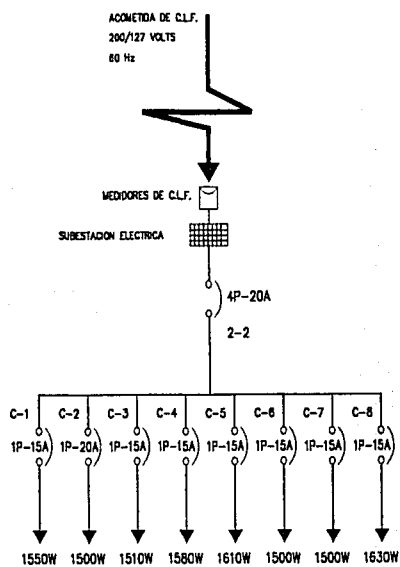 ACOMETIDA DE C.L.F.
200/127 VOLTS
60 Hz
MEDIDORES DE C.L.F.
SUBESTACION ELECTRICA
4P-20A
2-2
C-1 C-2 C-3 C-4 C-5 C-6 C-7 C-8
1P-15A 1P-20A 1P-15A 1P-15A 1P-15A 1P-15A 1P-15A 1P-15A
1550W 1500W 1510W 1580W 1610W 1500W 1500W 1630W